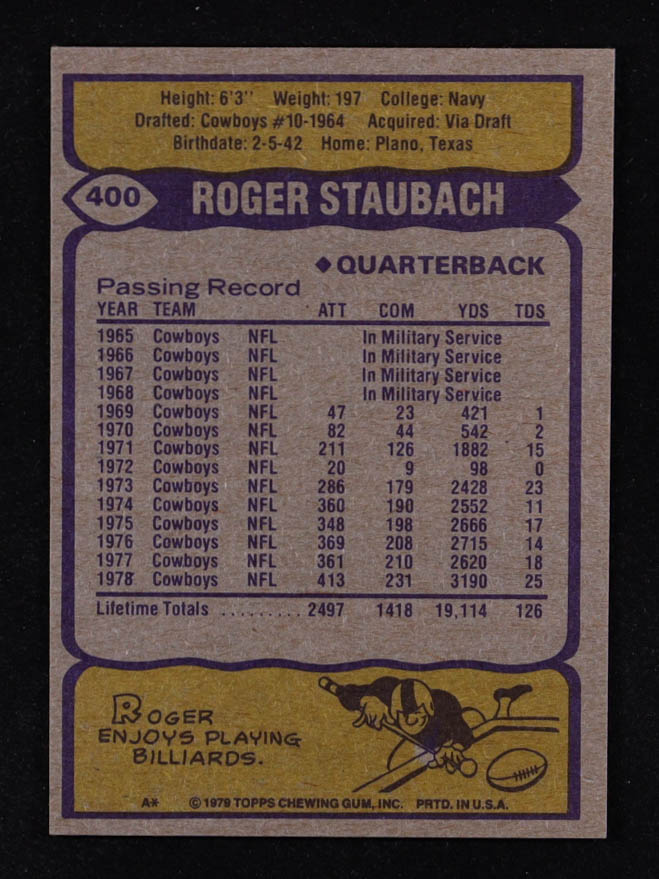 Height: 6'3'' Weight: 197 College: Navy
Drafted: Cowboys #10-1964 Acquired: Via Draft
Birthdate: 2-5-42 Home: Plano, Texas
400 ROGER STAUBACH
◆ QUARTERBACK
Passing Record
YEAR TEAM ATT COM YDS TDS
1965 Cowboys NFL In Military Service
1966 Cowboys NFL In Military Service
1967 Cowboys NFL In Military Service
1968 Cowboys NFL In Military Service
1969 Cowboys NFL 47 23 421 1
1970 Cowboys NFL 82 44 542 2
1971 Cowboys NFL 211 126 1882 15
1972 Cowboys NFL 20 9 98 0
1973 Cowboys NFL 286 179 2428 23
1974 Cowboys NFL 360 190 2552 11
1975 Cowboys NFL 348 198 2666 17
1976 Cowboys NFL 369 208 2715 14
1977 Cowboys NFL 361 210 2620 18
1978 Cowboys NFL 413 231 3190 25
Lifetime Totals ......... 2497 1418 19,114 126
ROGER
ENJOYS PLAYING
BILLIARDS.
A* © 1979 TOPPS CHEWING GUM, INC. PRTD. IN U.S.A.